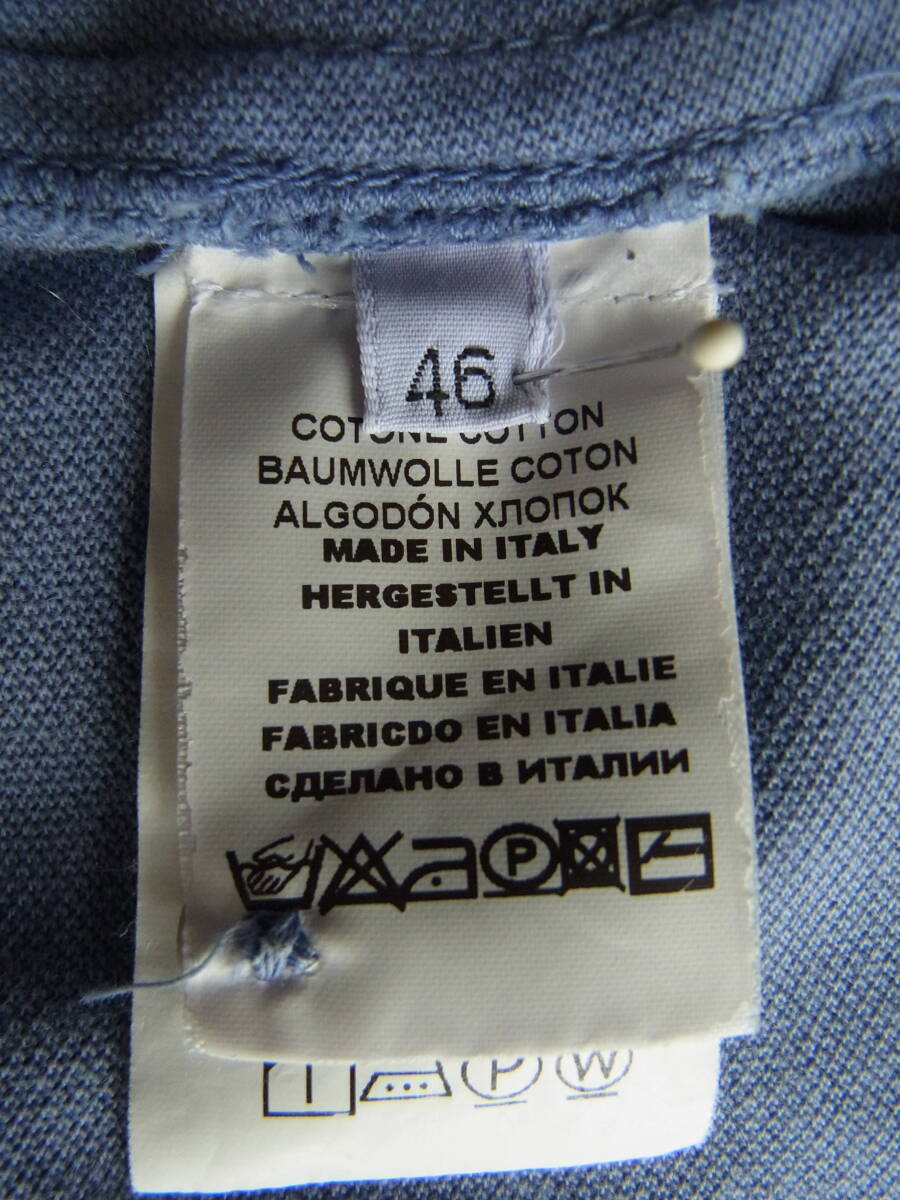 46
COTONE COTTON
BAUMWOLLE COTON
ALGODÓN ХЛОПОК
MADE IN ITALY
HERGESTELLT IN
ITALIEN
FABRIQUE EN ITALIE
FABRICDO EN ITALIA
СДЕЛАНО В ИТАЛИИ
P
P W